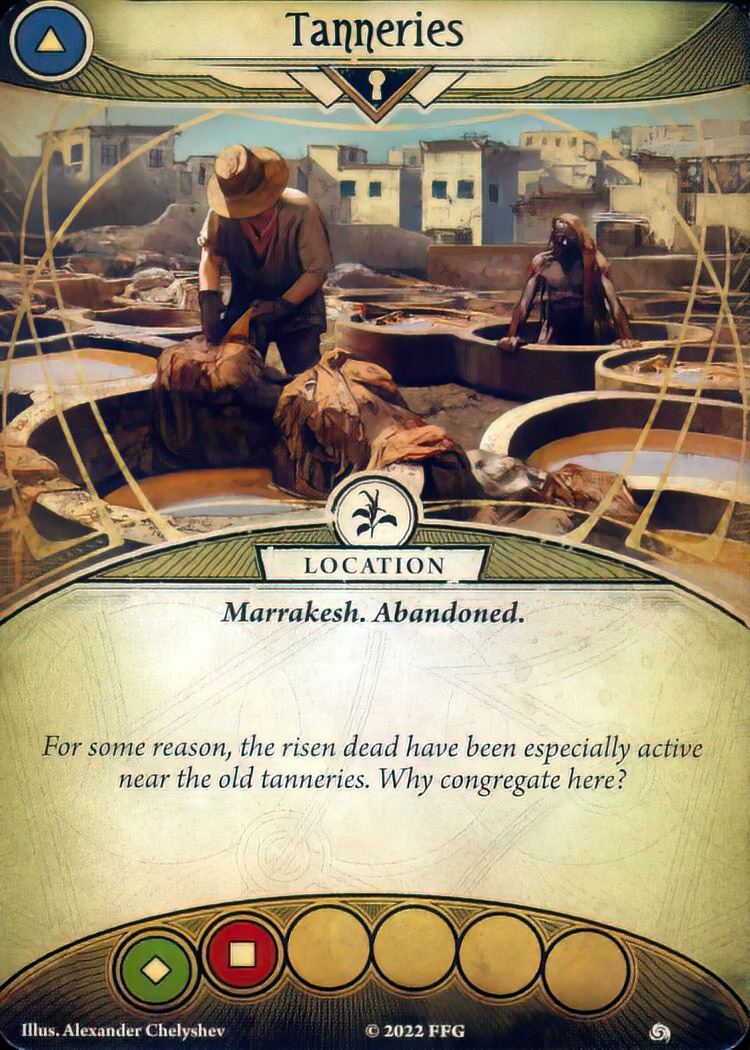 Tanneries
LOCATION
Marrakesh. Abandoned.
For some reason, the risen dead have been especially active
near the old tanneries. Why congregate here?
Illus. Alexander Chelyshev
© 2022 FFG